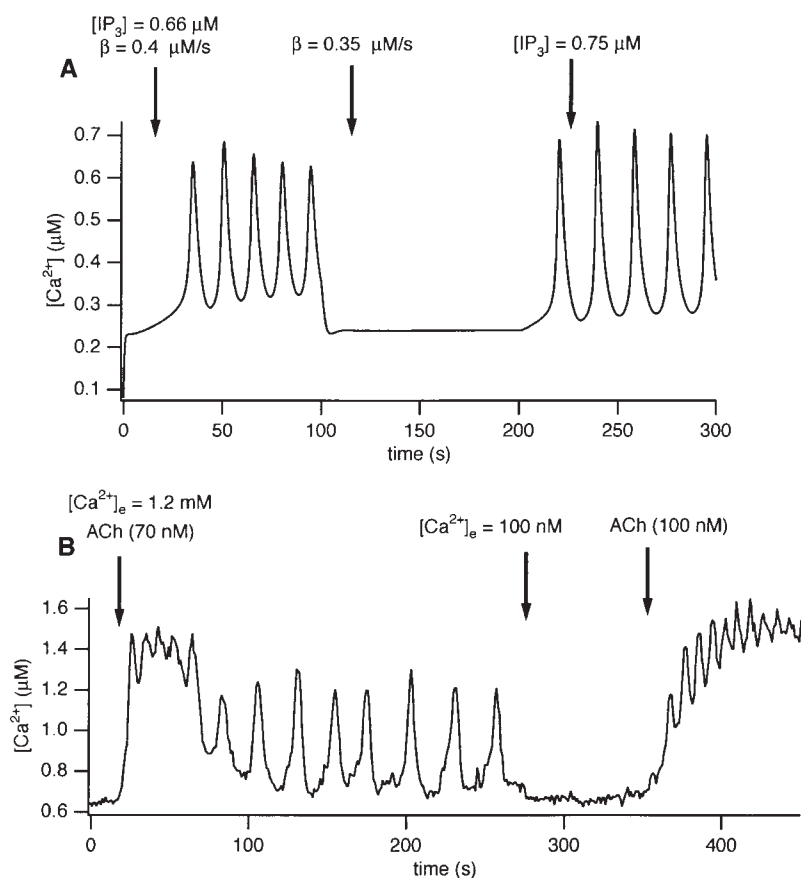 [IP₃] = 0.66 µM
β = 0.4 µM/s
β = 0.35 µM/s
[IP₃] = 0.75 µM
A
0.7
0.6
0.5
0.4
0.3
0.2
0.1
[Ca²⁺] (µM)
0
50
100
150
200
250
300
time (s)
[Ca²⁺]ₑ = 1.2 mM
ACh (70 nM)
[Ca²⁺]ₑ = 100 nM
ACh (100 nM)
B
1.6
1.4
1.2
1.0
0.8
0.6
[Ca²⁺] (µM)
0
100
200
300
400
time (s)